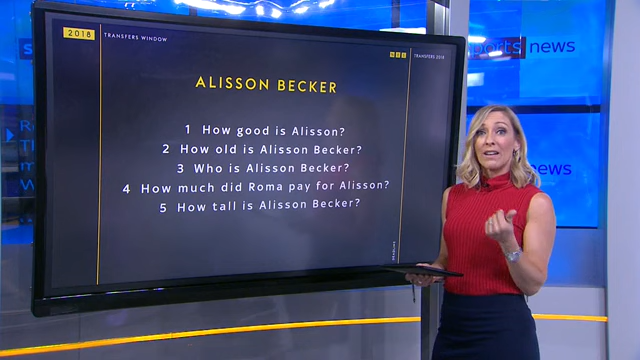 2018 TRANSFERS WINDOW
TRANSFERS 2018
ALISSON BECKER
1 How good is Alisson?
2 How old is Alisson Becker?
3 Who is Alisson Becker?
4 How much did Roma pay for Alisson?
5 How tall is Alisson Becker?
sports news
news